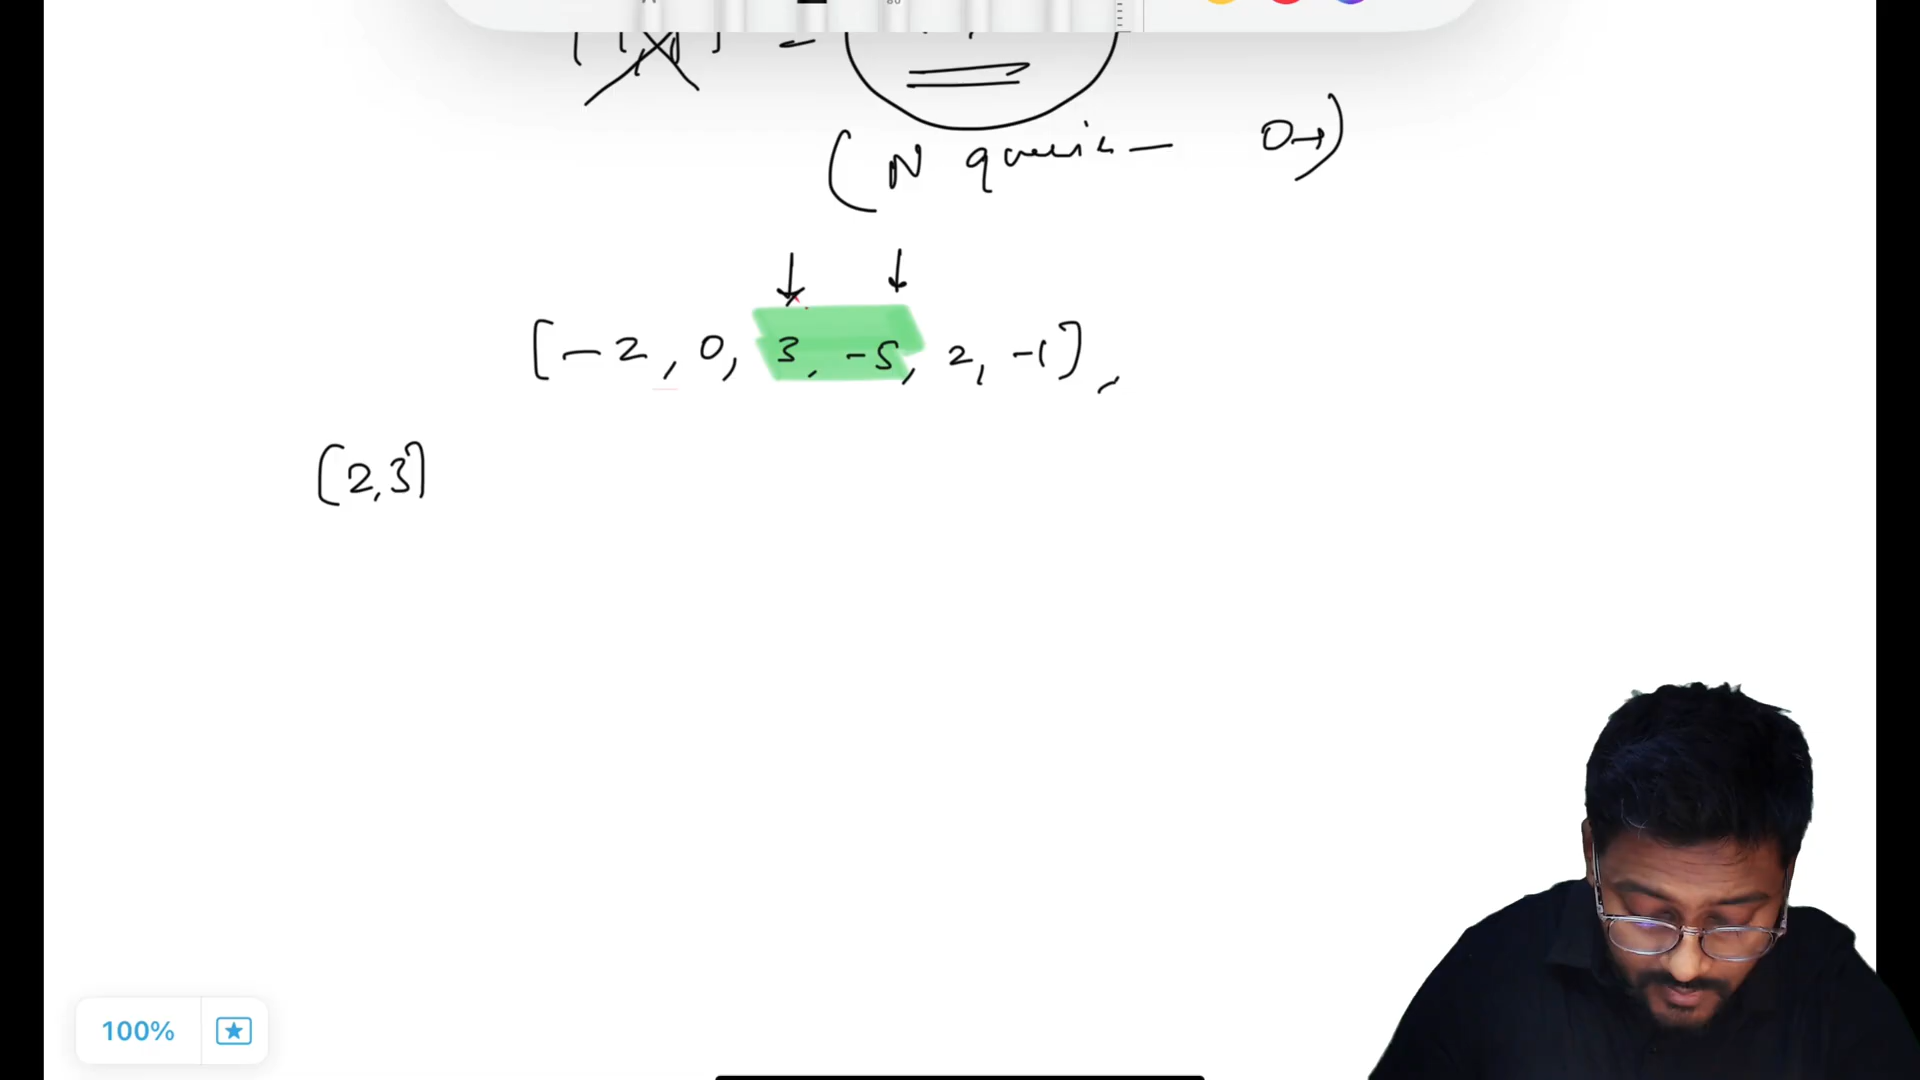 ( N queries — O→)
[-2, 0, 3, -5, 2, -1],
[2,3]
100%